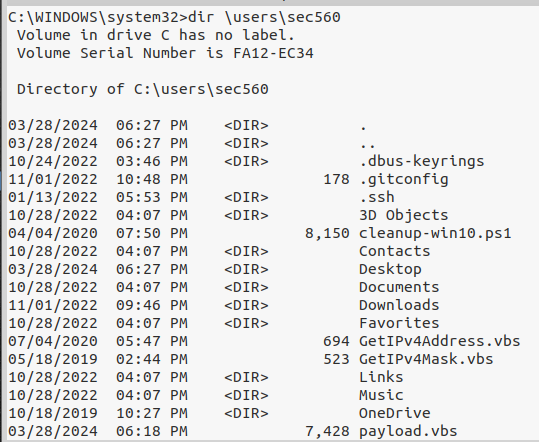 C:\WINDOWS\system32>dir \users\sec560
 Volume in drive C has no label.
 Volume Serial Number is FA12-EC34

 Directory of C:\users\sec560

03/28/2024  06:27 PM    <DIR>          .
03/28/2024  06:27 PM    <DIR>          ..
10/24/2022  03:46 PM    <DIR>          .dbus-keyrings
11/01/2022  10:48 PM               178 .gitconfig
01/13/2022  05:53 PM    <DIR>          .ssh
10/28/2022  04:07 PM    <DIR>          3D Objects
04/04/2020  07:50 PM             8,150 cleanup-win10.ps1
10/28/2022  04:07 PM    <DIR>          Contacts
03/28/2024  06:27 PM    <DIR>          Desktop
10/28/2022  04:07 PM    <DIR>          Documents
11/01/2022  09:46 PM    <DIR>          Downloads
10/28/2022  04:07 PM    <DIR>          Favorites
07/04/2020  05:47 PM               694 GetIPv4Address.vbs
05/18/2019  02:44 PM               523 GetIPv4Mask.vbs
10/28/2022  04:07 PM    <DIR>          Links
10/28/2022  04:07 PM    <DIR>          Music
10/18/2019  10:27 PM    <DIR>          OneDrive
03/28/2024  06:18 PM             7,428 payload.vbs